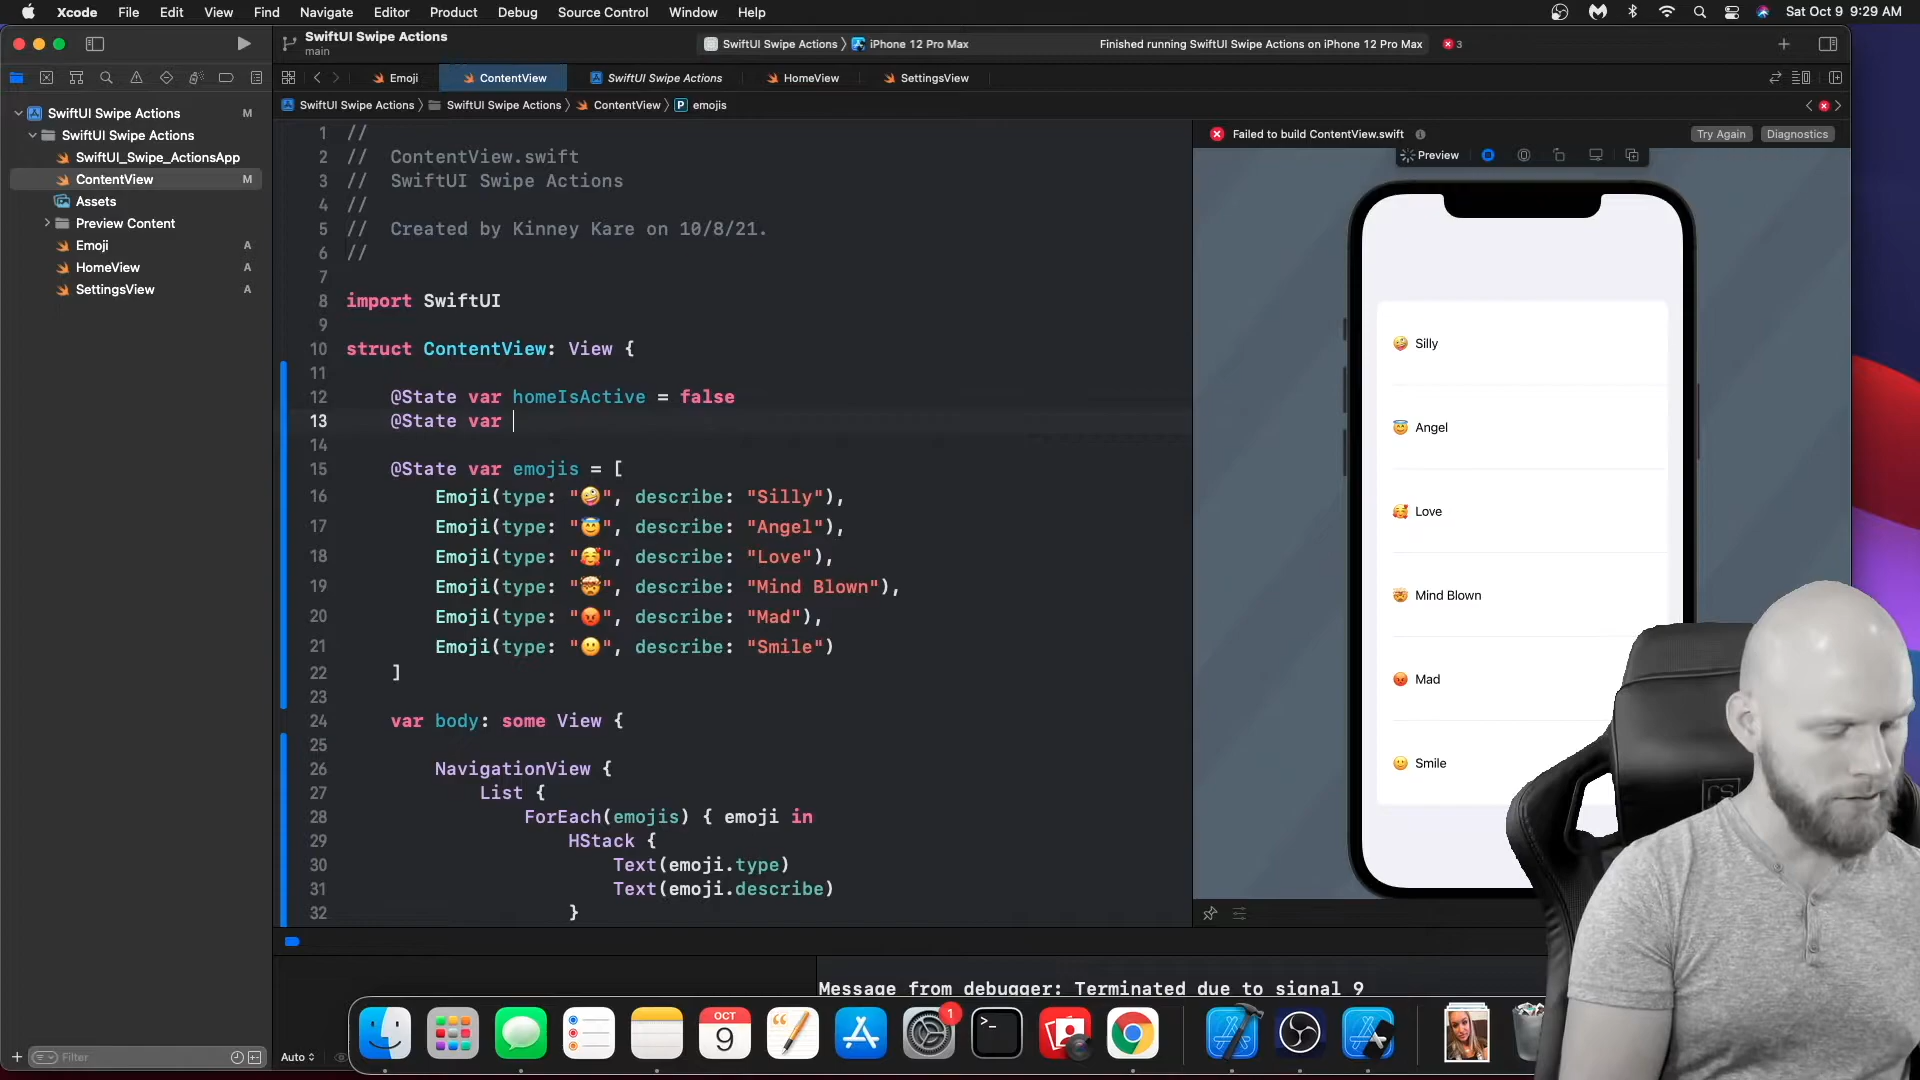 Xcode File Edit View Find Navigate Editor Product Debug Source Control Window Help Sat Oct 9 9:29 AM
SwiftUI Swipe Actions
main
SwiftUI Swipe Actions 〉 iPhone 12 Pro Max
Finished running SwiftUI Swipe Actions on iPhone 12 Pro Max
3
Emoji ContentView SwiftUI Swipe Actions HomeView SettingsView
SwiftUI Swipe Actions 〉 SwiftUI Swipe Actions 〉 ContentView 〉 P emojis
SwiftUI Swipe Actions M
SwiftUI Swipe Actions
SwiftUI_Swipe_ActionsApp
ContentView M
Assets
Preview Content
Emoji A
HomeView A
SettingsView A
1 //
2 //  ContentView.swift
3 //  SwiftUI Swipe Actions
4 //
5 //  Created by Kinney Kare on 10/8/21.
6 //
7
8 import SwiftUI
9
10 struct ContentView: View {
11
12 @State var homeIsActive = false
13 @State var
14
15 @State var emojis = [
16 Emoji(type: "🤪", describe: "Silly"),
17 Emoji(type: "😇", describe: "Angel"),
18 Emoji(type: "🥰", describe: "Love"),
19 Emoji(type: "🤯", describe: "Mind Blown"),
20 Emoji(type: "😡", describe: "Mad"),
21 Emoji(type: "🙂", describe: "Smile")
22 ]
23
24 var body: some View {
25
26 NavigationView {
27 List {
28 ForEach(emojis) { emoji in
29 HStack {
30 Text(emoji.type)
31 Text(emoji.describe)
32 }
Failed to build ContentView.swift Try Again Diagnostics
Preview
🤪 Silly
😇 Angel
🥰 Love
🤯 Mind Blown
😡 Mad
🙂 Smile
Message from debugger: Terminated due to signal 9
Filter
Auto
OCT
9
1
>_